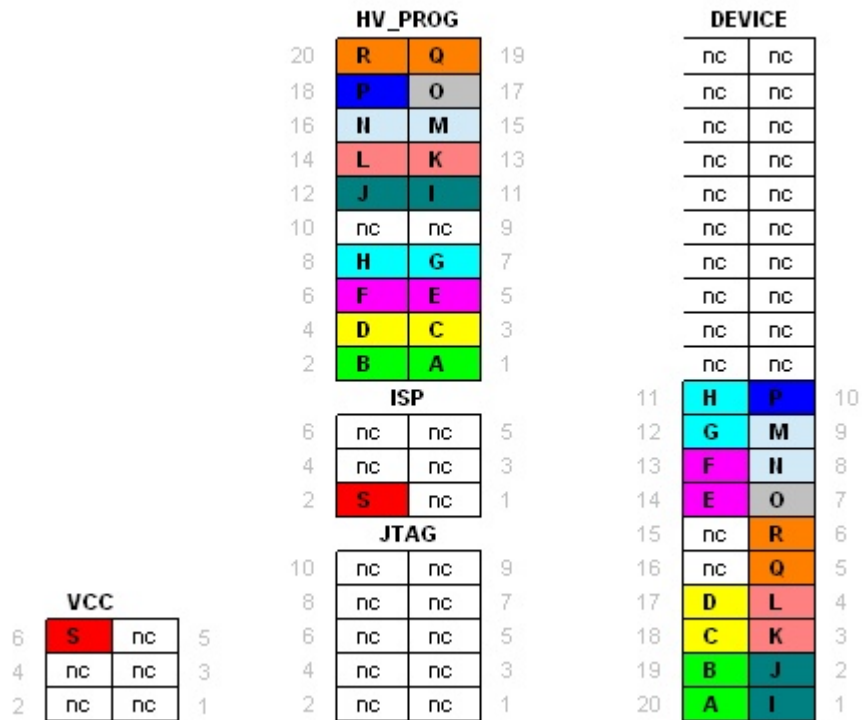 HV_PROG
20 R Q 19
18 P O 17
16 N M 15
14 L K 13
12 J I 11
10 nc nc 9
8 H G 7
6 F E 5
4 D C 3
2 B A 1
ISP
6 nc nc 5
4 nc nc 3
2 S nc 1
JTAG
10 nc nc 9
8 nc nc 7
6 nc nc 5
4 nc nc 3
2 nc nc 1
VCC
6 S nc 5
4 nc nc 3
2 nc nc 1
DEVICE
nc nc
nc nc
nc nc
nc nc
nc nc
nc nc
nc nc
nc nc
nc nc
nc nc
11 H P 10
12 G M 9
13 F N 8
14 E O 7
15 nc R 6
16 nc Q 5
17 D L 4
18 C K 3
19 B J 2
20 A I 1